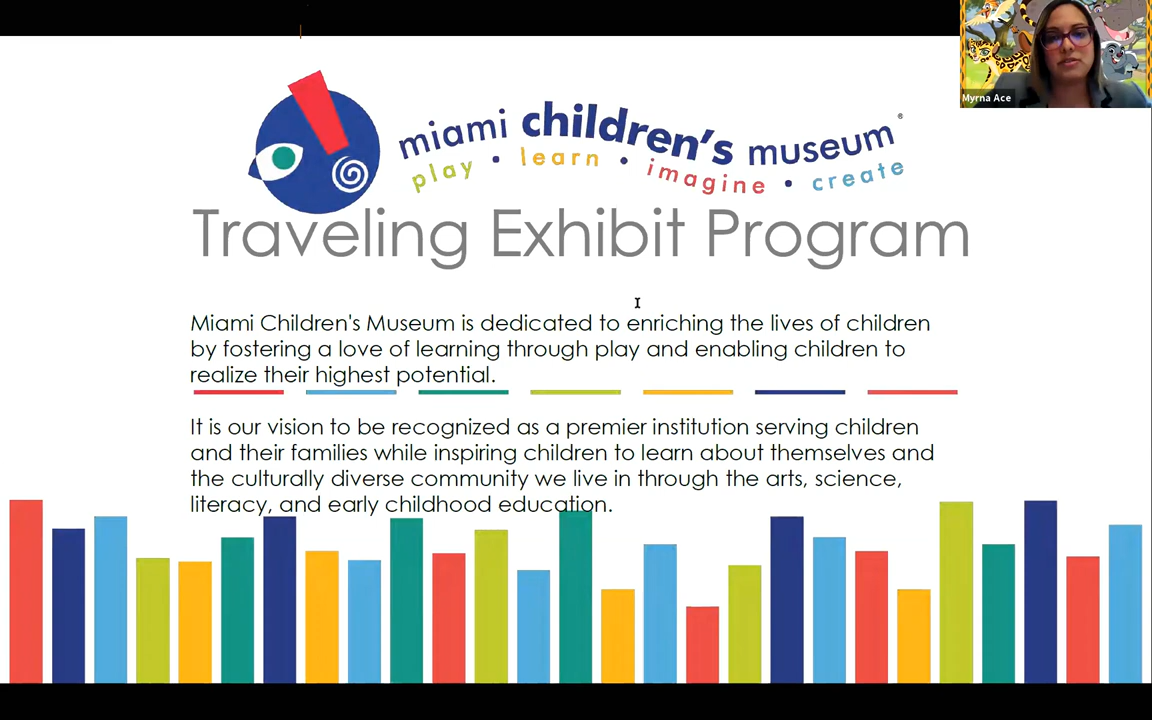 Myrna Ace
miami children's museum®
play • learn • imagine • create
Traveling Exhibit Program
Miami Children's Museum is dedicated to enriching the lives of children
by fostering a love of learning through play and enabling children to
realize their highest potential.
It is our vision to be recognized as a premier institution serving children
and their families while inspiring children to learn about themselves and
the culturally diverse community we live in through the arts, science,
literacy, and early childhood education.